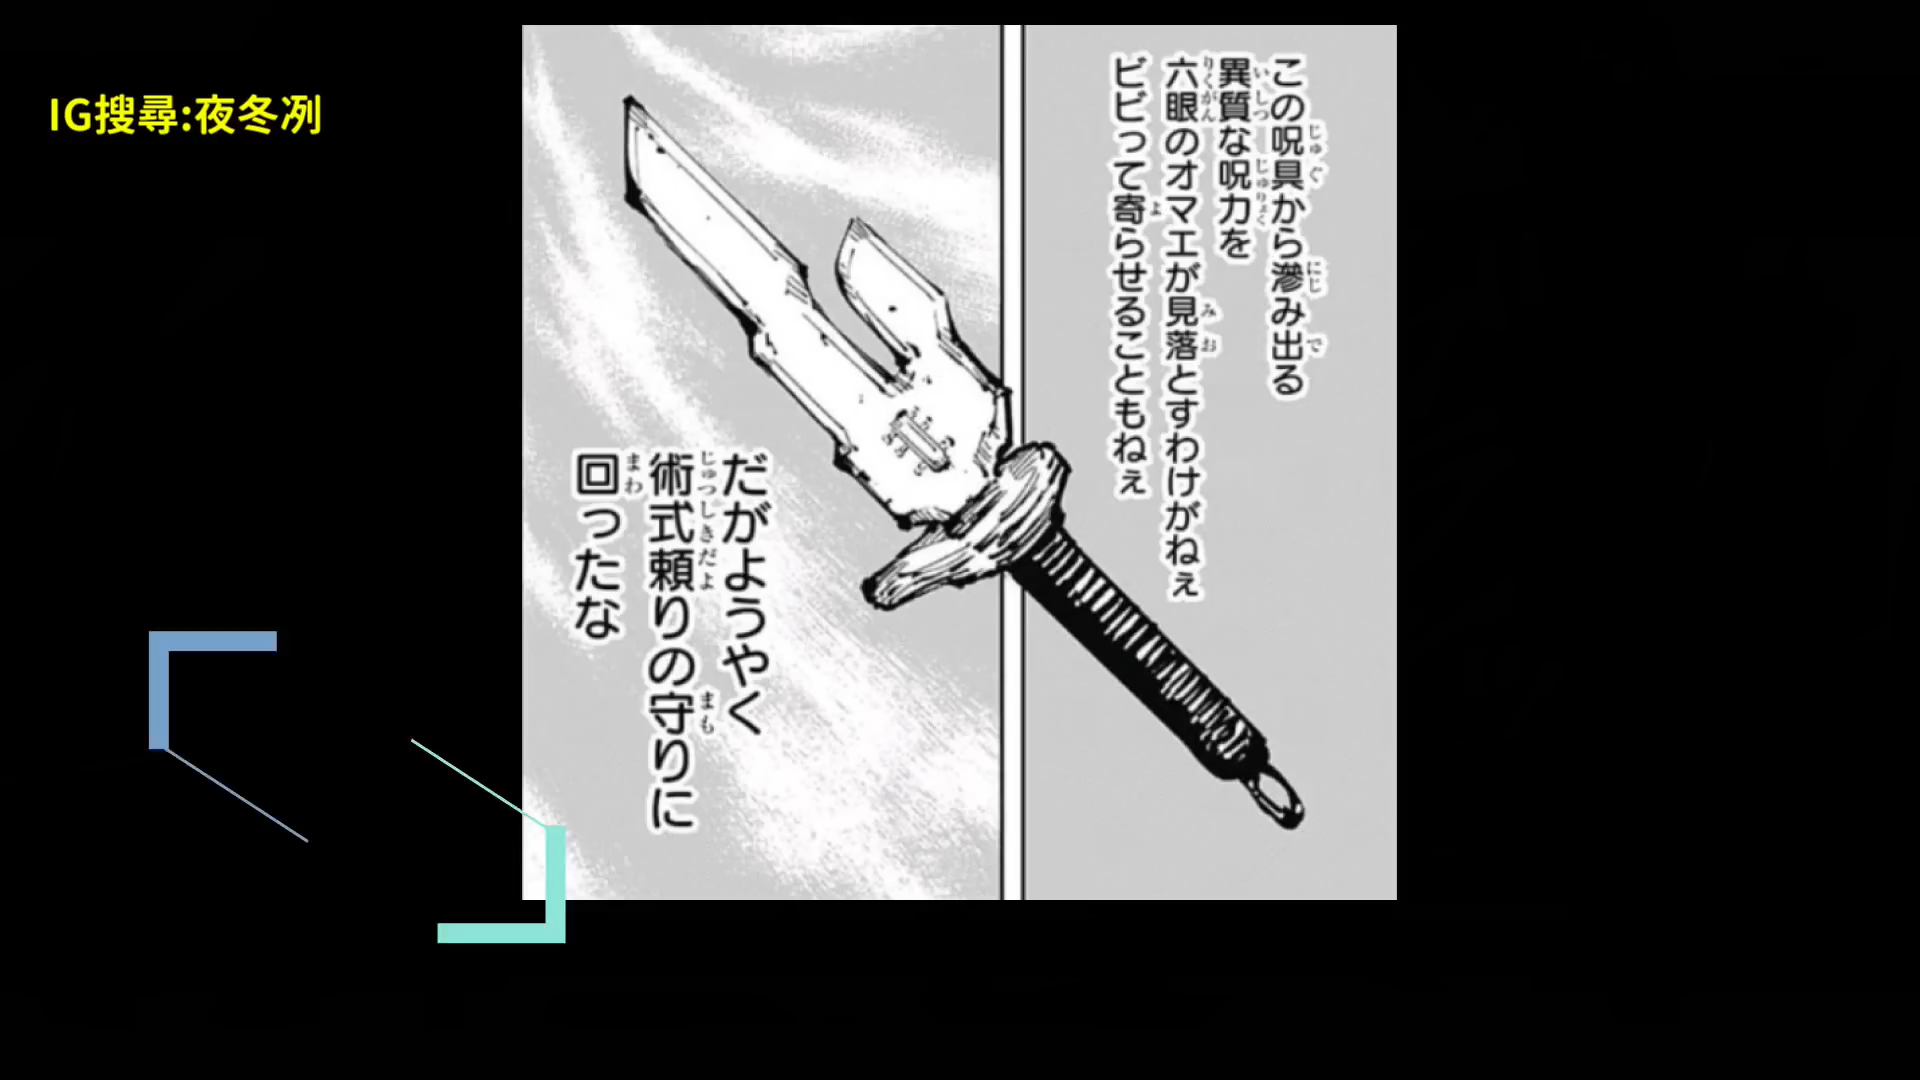 IG搜尋:夜冬冽
この呪具から滲み出る
異質な呪力を
六眼のオマエが見落とすわけがねぇ
ビビって寄らせることもねぇ
だがようやく
術式頼りの守りに
回ったな